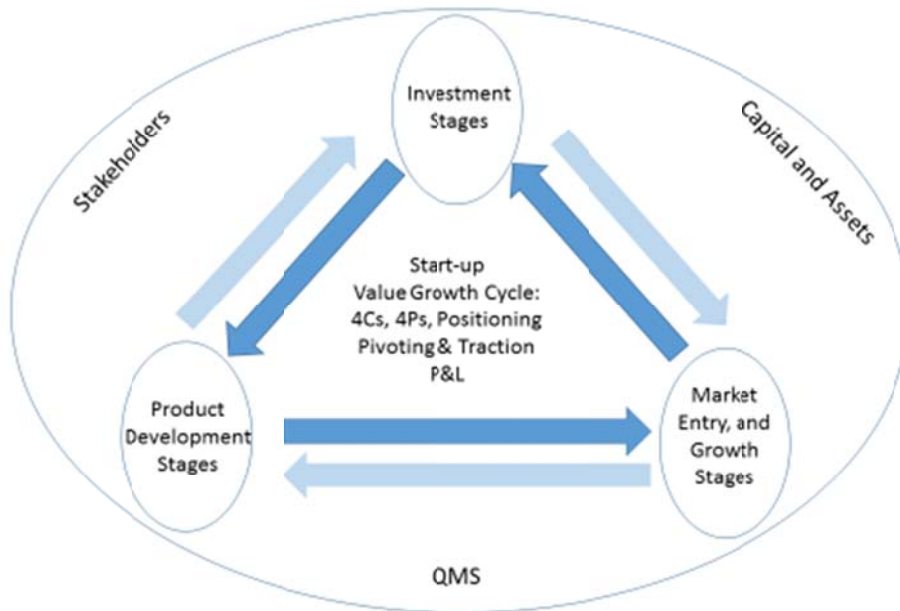 Investment
Stages
Stakeholders
Capital and Assets
Start-up
Value Growth Cycle:
4Cs, 4Ps, Positioning
Pivoting & Traction
P&L
Product
Development
Stages
Market
Entry, and
Growth
Stages
QMS